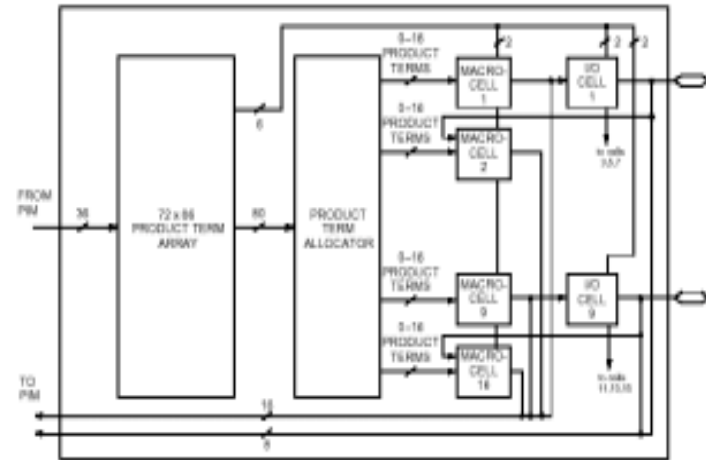 0–16
PRODUCT
TERMS
MACRO-
CELL
1
2
I/O
CELL
1
2
2
6
0–16
PRODUCT
TERMS
MACRO-
CELL
2
FROM
PIM
36
72 x 86
PRODUCT TERM
ARRAY
80
PRODUCT
TERM
ALLOCATOR
0–16
PRODUCT
TERMS
MACRO-
CELL
9
I/O
CELL
9
0–16
PRODUCT
TERMS
MACRO-
CELL
16
TO
PIM
16
8